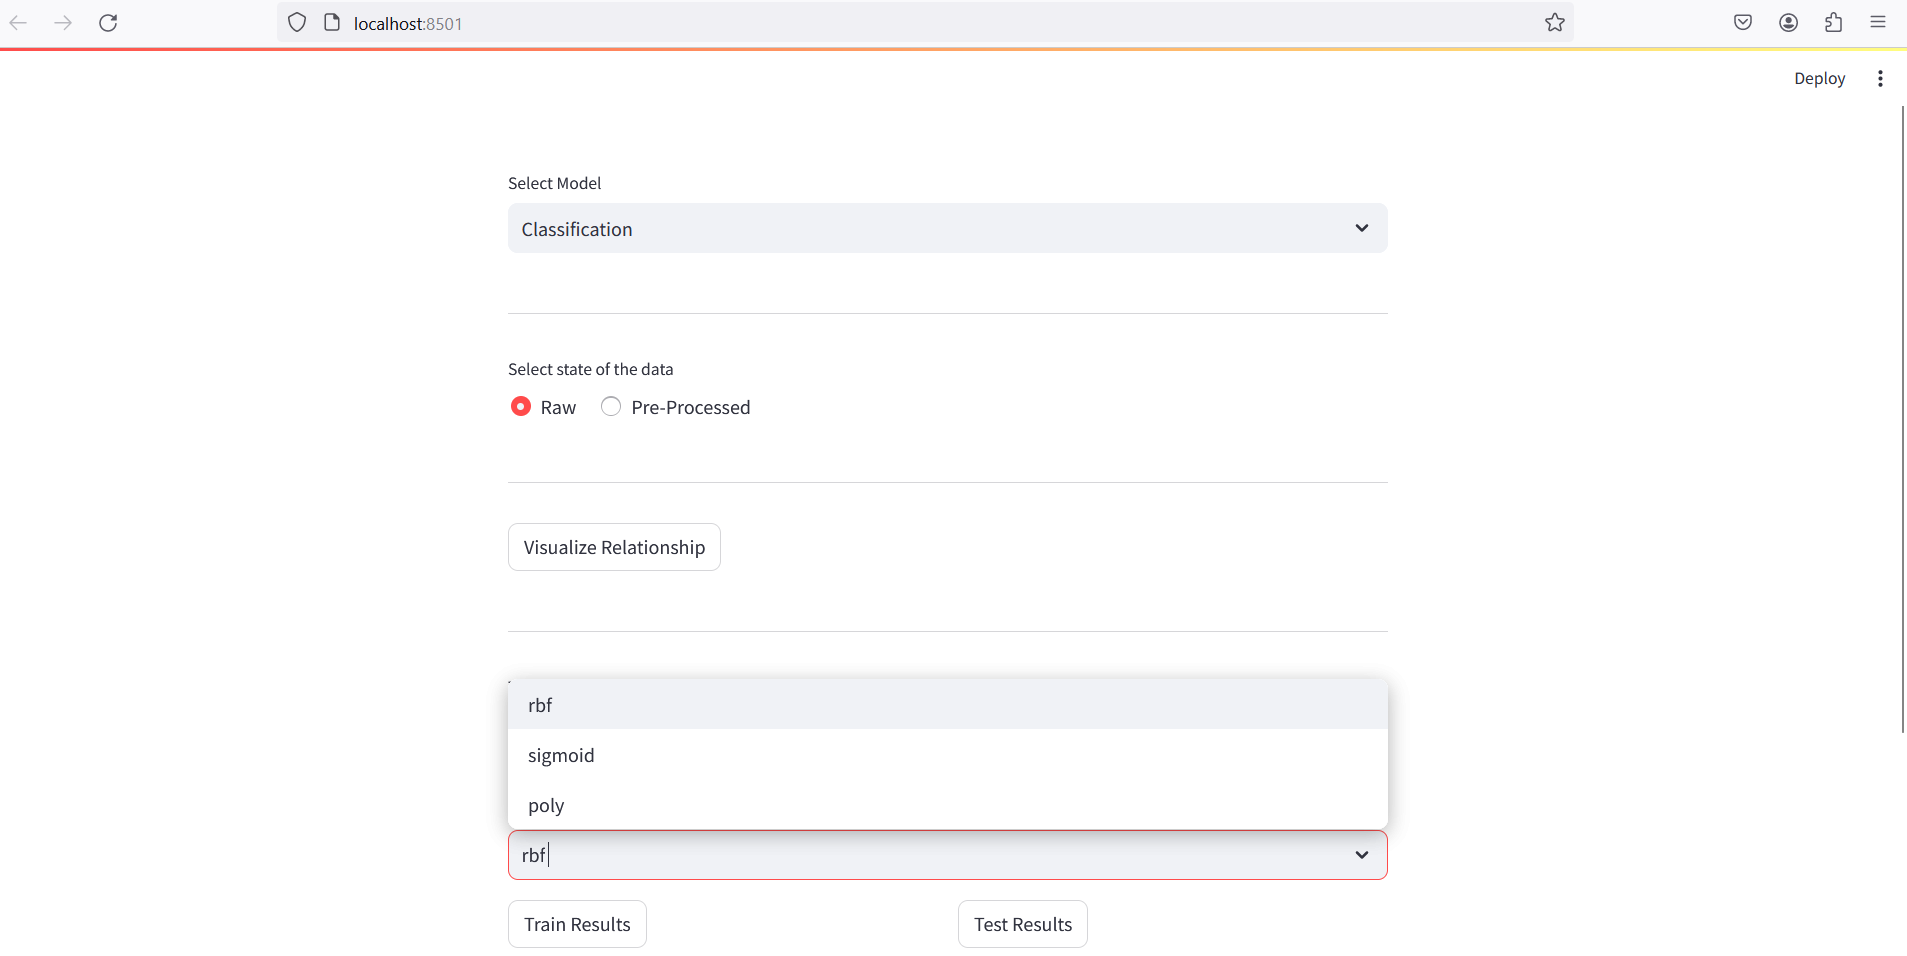 localhost:8501
Deploy
Select Model
Classification
Select state of the data
Raw Pre-Processed
Visualize Relationship
rbf
sigmoid
poly
rbf
Train Results Test Results